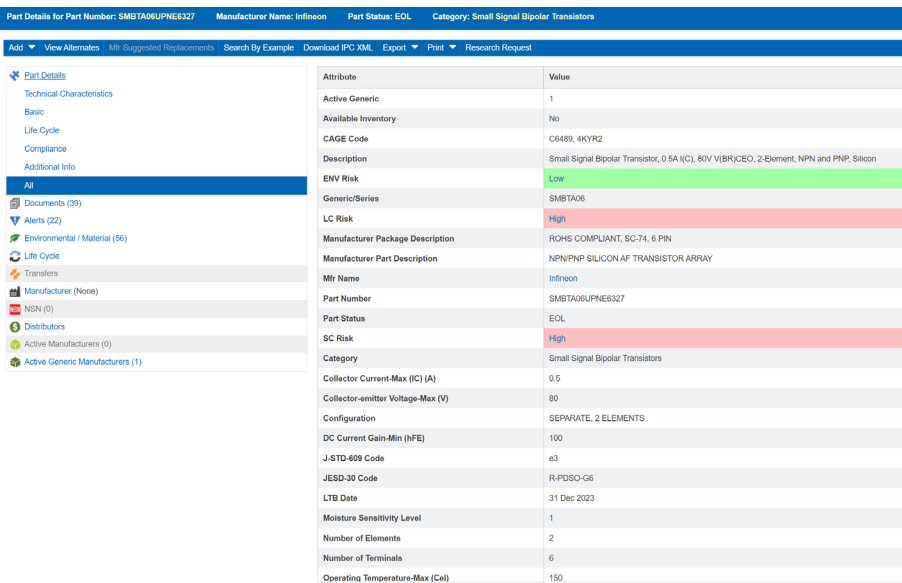 Part Details for Part Number: SMBTA06UPNE6327 Manufacturer Name: Infineon Part Status: EOL Category: Small Signal Bipolar Transistors
Add View Alternates Mfr Suggested Replacements Search By Example Download IPC XML Export Print Research Request
Part Details
Technical Characteristics
Basic
Life Cycle
Compliance
Additional Info
All
Documents (39)
Alerts (22)
Environmental / Material (56)
Life Cycle
Transfers
Manufacturer (None)
NSN NSN (0)
Distributors
Active Manufacturers (0)
Active Generic Manufacturers (1)
Attribute Value
Active Generic 1
Available Inventory No
CAGE Code C6489, 4KYR2
Description Small Signal Bipolar Transistor, 0.5A I(C), 80V V(BR)CEO, 2-Element, NPN and PNP, Silicon
ENV Risk Low
Generic/Series SMBTA06
LC Risk High
Manufacturer Package Description ROHS COMPLIANT, SC-74, 6 PIN
Manufacturer Part Description NPN/PNP SILICON AF TRANSISTOR ARRAY
Mfr Name Infineon
Part Number SMBTA06UPNE6327
Part Status EOL
SC Risk High
Category Small Signal Bipolar Transistors
Collector Current-Max (IC) (A) 0.5
Collector-emitter Voltage-Max (V) 80
Configuration SEPARATE, 2 ELEMENTS
DC Current Gain-Min (hFE) 100
J-STD-609 Code e3
JESD-30 Code R-PDSO-G6
LTB Date 31 Dec 2023
Moisture Sensitivity Level 1
Number of Elements 2
Number of Terminals 6
Operating Temperature-Max (Cel) 150